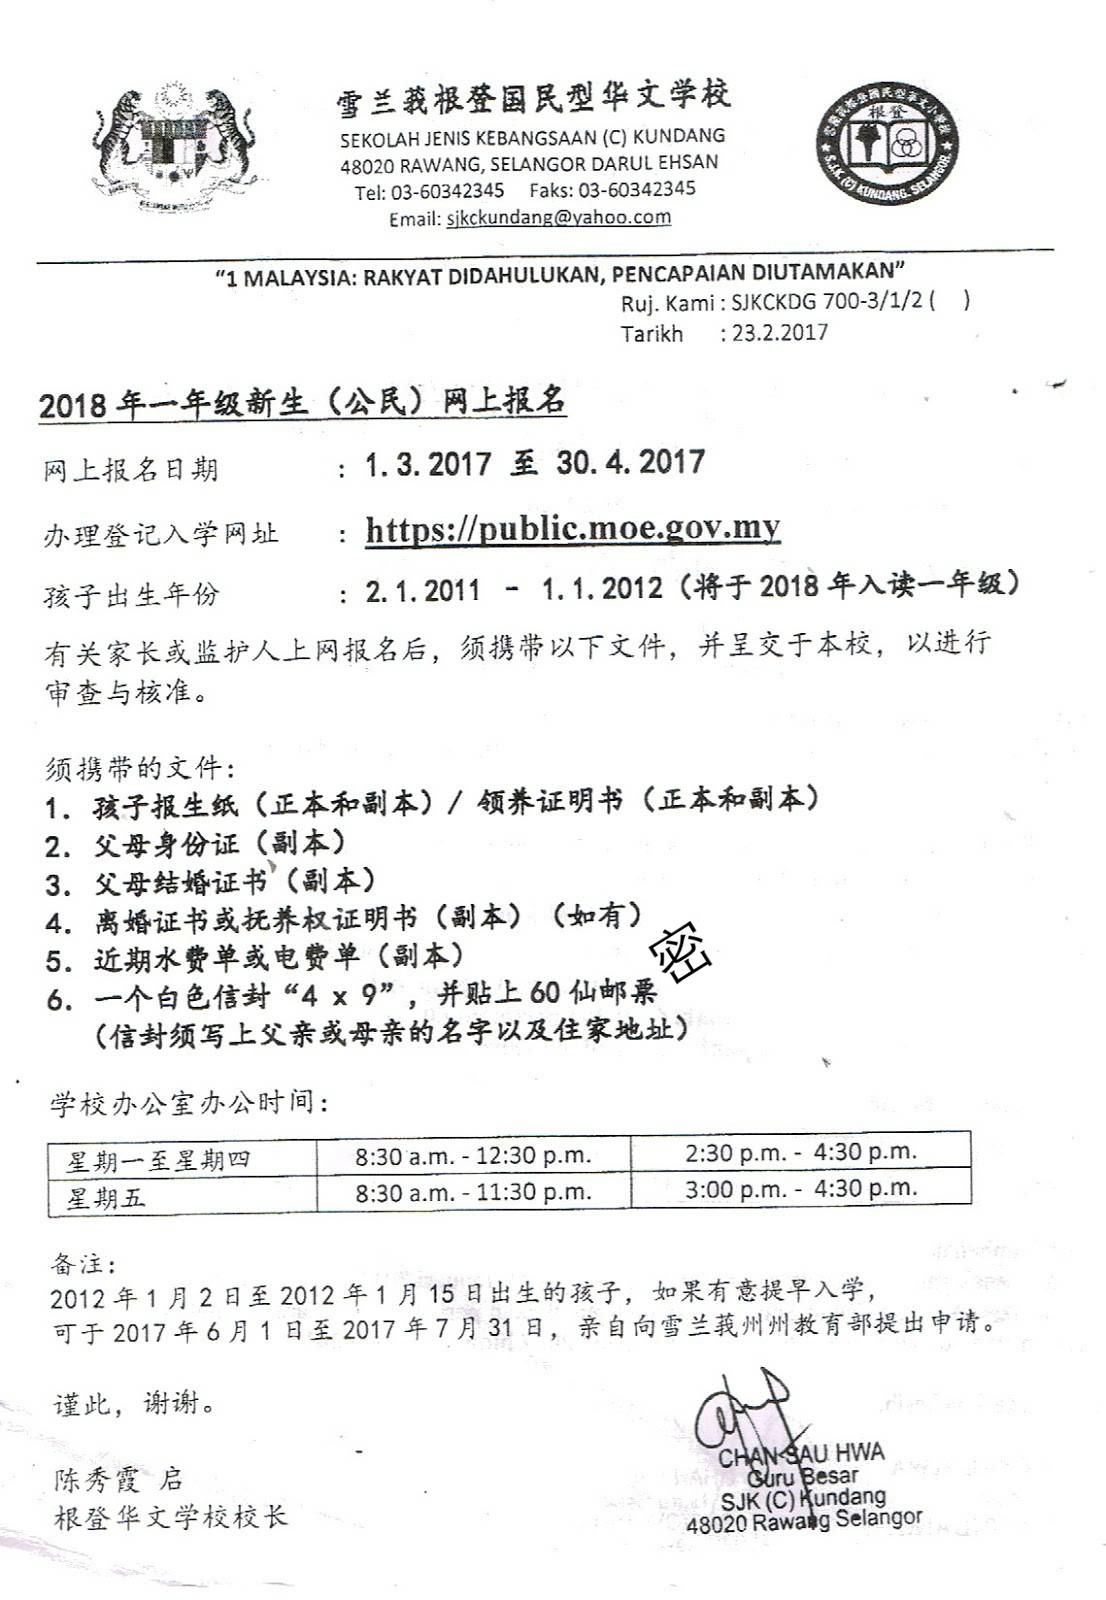 雪兰莪根登国民型华文学校
SEKOLAH JENIS KEBANGSAAN (C) KUNDANG
48020 RAWANG, SELANGOR DARUL EHSAN
Tel: 03-60342345 Faks: 03-60342345
Email: sjkckundang@yahoo.com
根登
S.J.K (C) KUNDANG, SELANGOR
“1 MALAYSIA: RAKYAT DIDAHULUKAN, PENCAPAIAN DIUTAMAKAN”
Ruj. Kami : SJKCKDG 700-3/1/2 ( )
Tarikh : 23.2.2017
2018 年一年级新生（公民）网上报名
网上报名日期 : 1.3.2017 至 30.4.2017
办理登记入学网址 : https://public.moe.gov.my
孩子出生年份 : 2.1.2011 - 1.1.2012（将于 2018 年入读一年级）
有关家长或监护人上网报名后，须携带以下文件，并呈交于本校，以进行
审查与核准。
须携带的文件：
1. 孩子报生纸（正本和副本）/ 领养证明书（正本和副本）
2. 父母身份证（副本）
3. 父母结婚证书（副本）
4. 离婚证书或抚养权证明书（副本）（如有）
5. 近期水费单或电费单（副本）
密
6. 一个白色信封“4 x 9”，并贴上 60 仙邮票
（信封须写上父亲或母亲的名字以及住家地址）
学校办公室办公时间：
星期一至星期四 8:30 a.m. - 12:30 p.m. 2:30 p.m. - 4:30 p.m.
星期五 8:30 a.m. - 11:30 p.m. 3:00 p.m. - 4:30 p.m.
备注：
2012 年 1 月 2 日至 2012 年 1 月 15 日出生的孩子，如果有意提早入学，
可于 2017 年 6 月 1 日至 2017 年 7 月 31 日，亲自向雪兰莪州州教育部提出申请。
谨此，谢谢。
陈秀霞 启
根登华文学校校长
CHAN SAU HWA
Guru Besar
SJK (C) Kundang
48020 Rawang Selangor